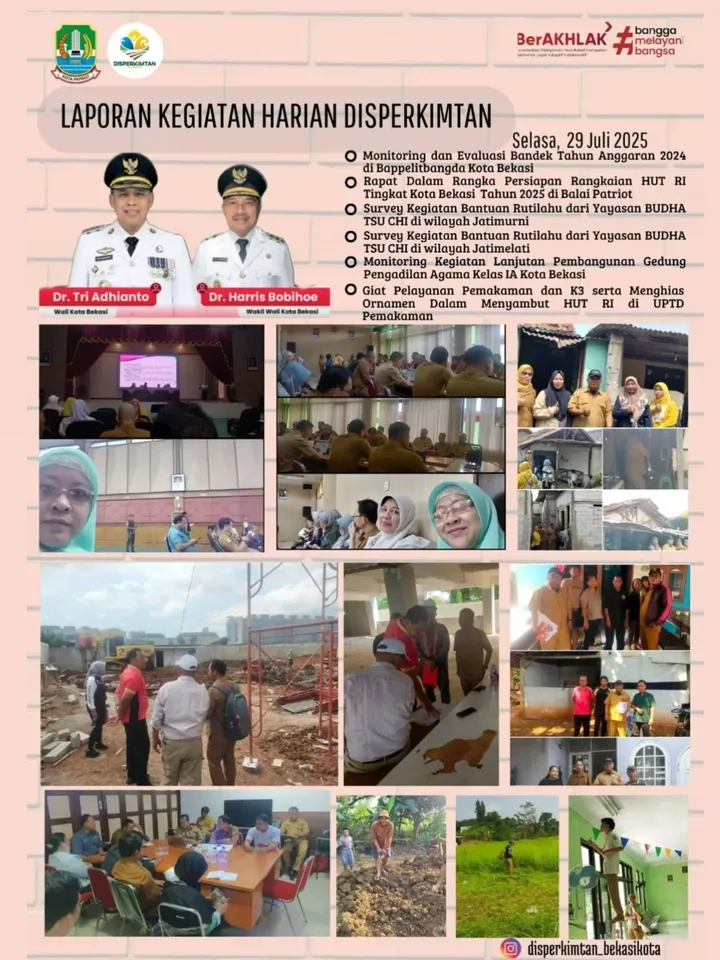 KOTA PATRIOT
DISPERKIMTAN
BerAKHLAK
#bangga
melayani
bangsa
LAPORAN KEGIATAN HARIAN DISPERKIMTAN
Selasa, 29 Juli 2025
Monitoring dan Evaluasi Bandek Tahun Anggaran 2024
di Bappelitbangda Kota Bekasi
Rapat Dalam Rangka Persiapan Rangkaian HUT RI
Tingkat Kota Bekasi Tahun 2025 di Balai Patriot
Survey Kegiatan Bantuan Rutilahu dari Yayasan BUDHA
TSU CHI di wilayah Jatimurni
Survey Kegiatan Bantuan Rutilahu dari Yayasan BUDHA
TSU CHI di wilayah Jatimelati
Monitoring Kegiatan Lanjutan Pembangunan Gedung
Pengadilan Agama Kelas IA Kota Bekasi
Giat Pelayanan Pemakaman dan K3 serta Menghias
Ornamen Dalam Menyambut HUT RI di UPTD
Pemakaman
Dr. Tri Adhianto
Wali Kota Bekasi
Dr. Harris Bobihoe
Wakil Wali Kota Bekasi
disperkimtan_bekasikota